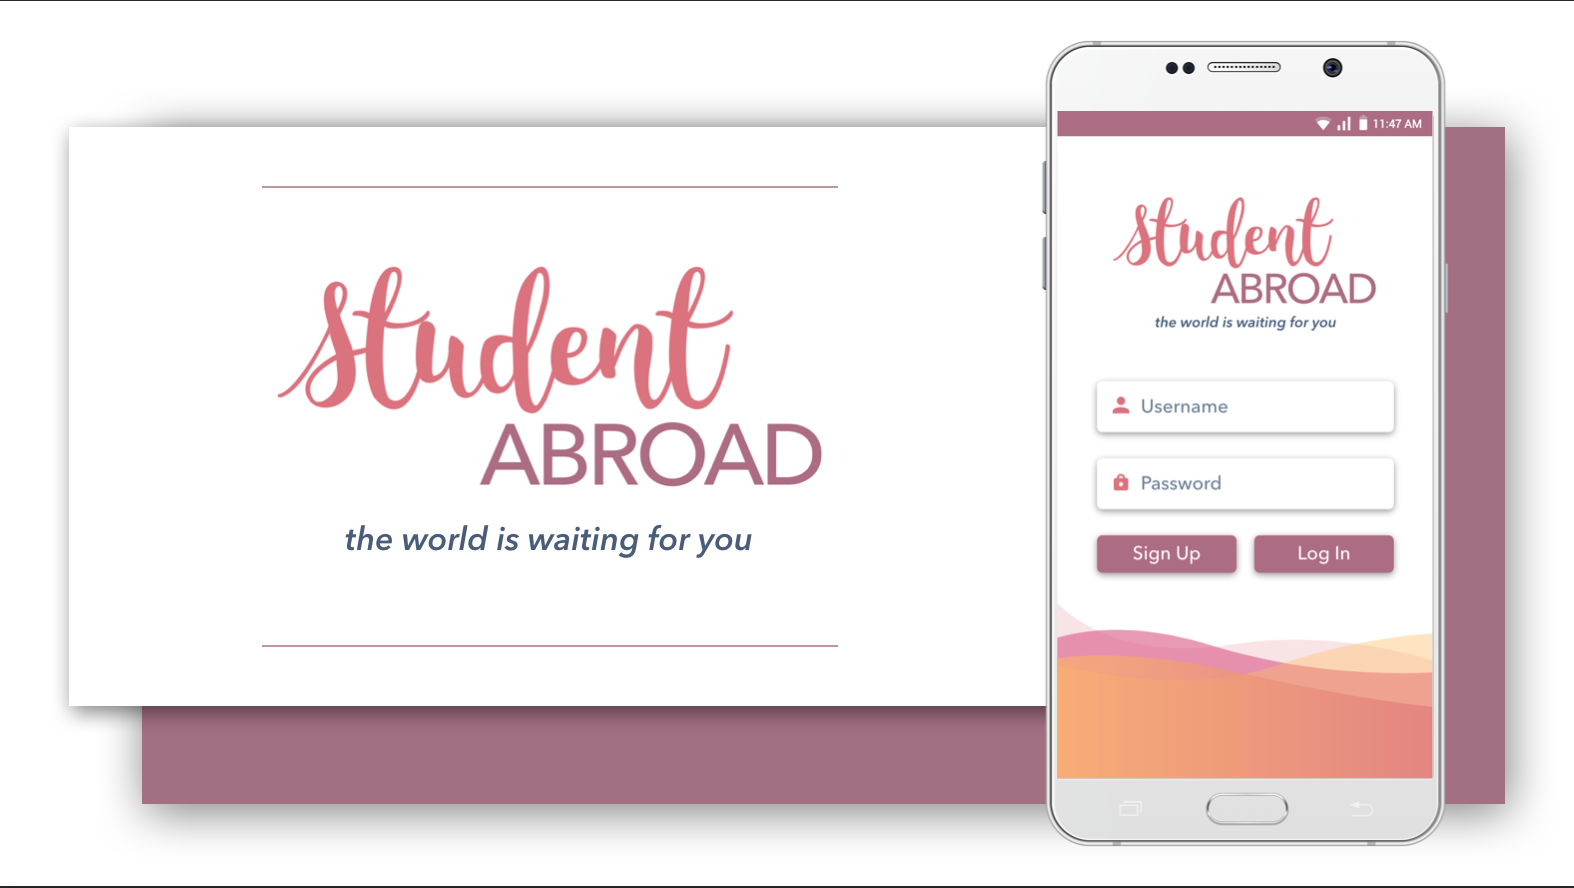 Student
ABROAD
the world is waiting for you
11:47 AM
Student
ABROAD
the world is waiting for you
Username
Password
Sign Up
Log In